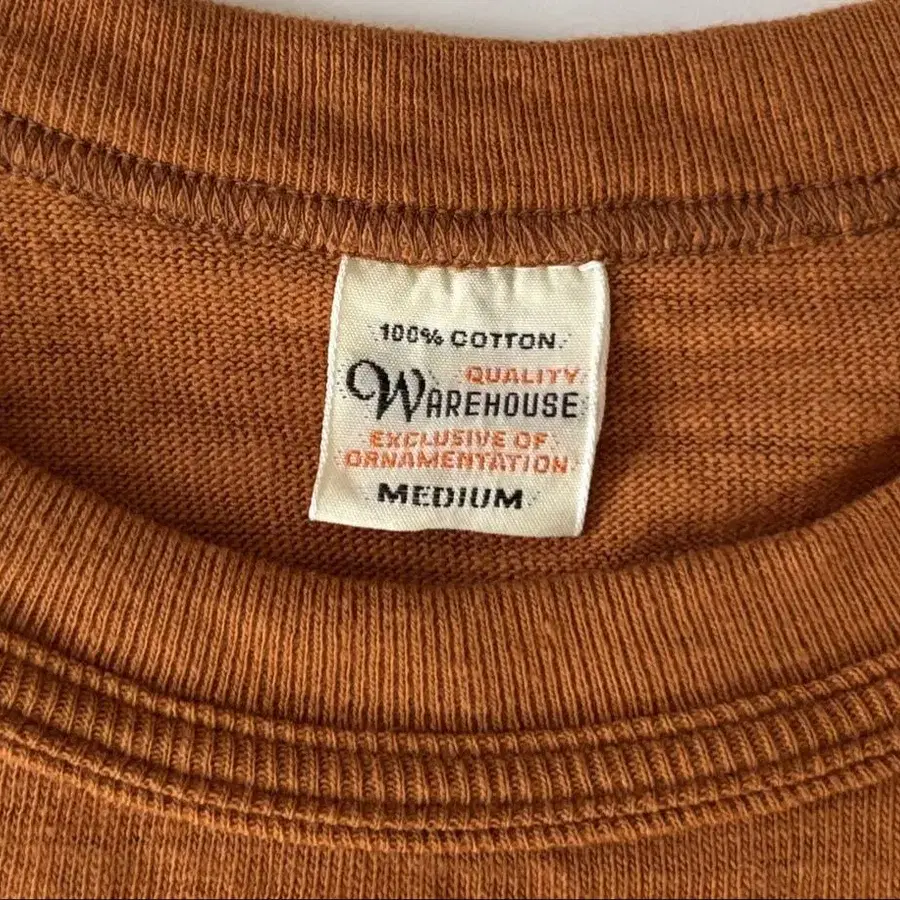 100% COTTON.
QUALITY
WAREHOUSE
EXCLUSIVE OF
ORNAMENTATION
MEDIUM